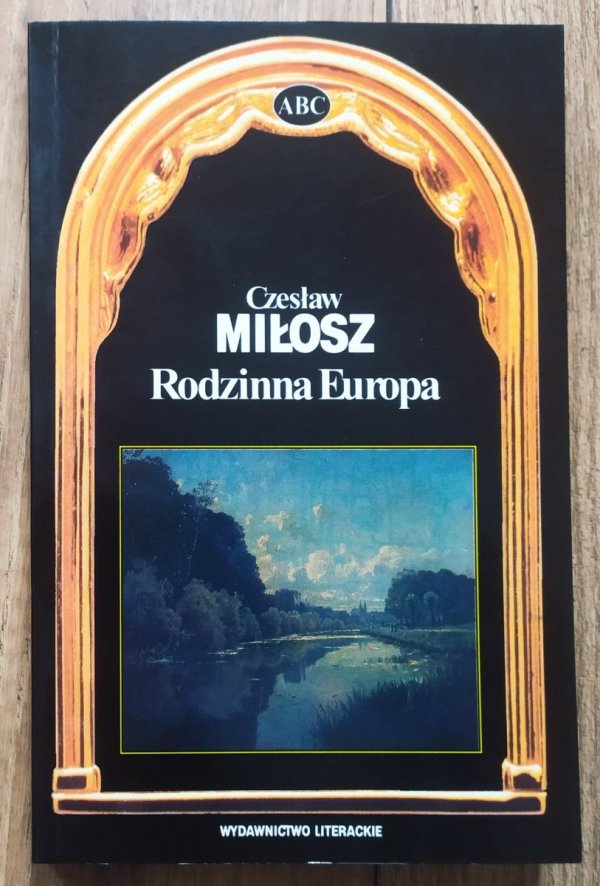 ABC
Czesław
MIŁOSZ
Rodzinna Europa
WYDAWNICTWO LITERACKIE